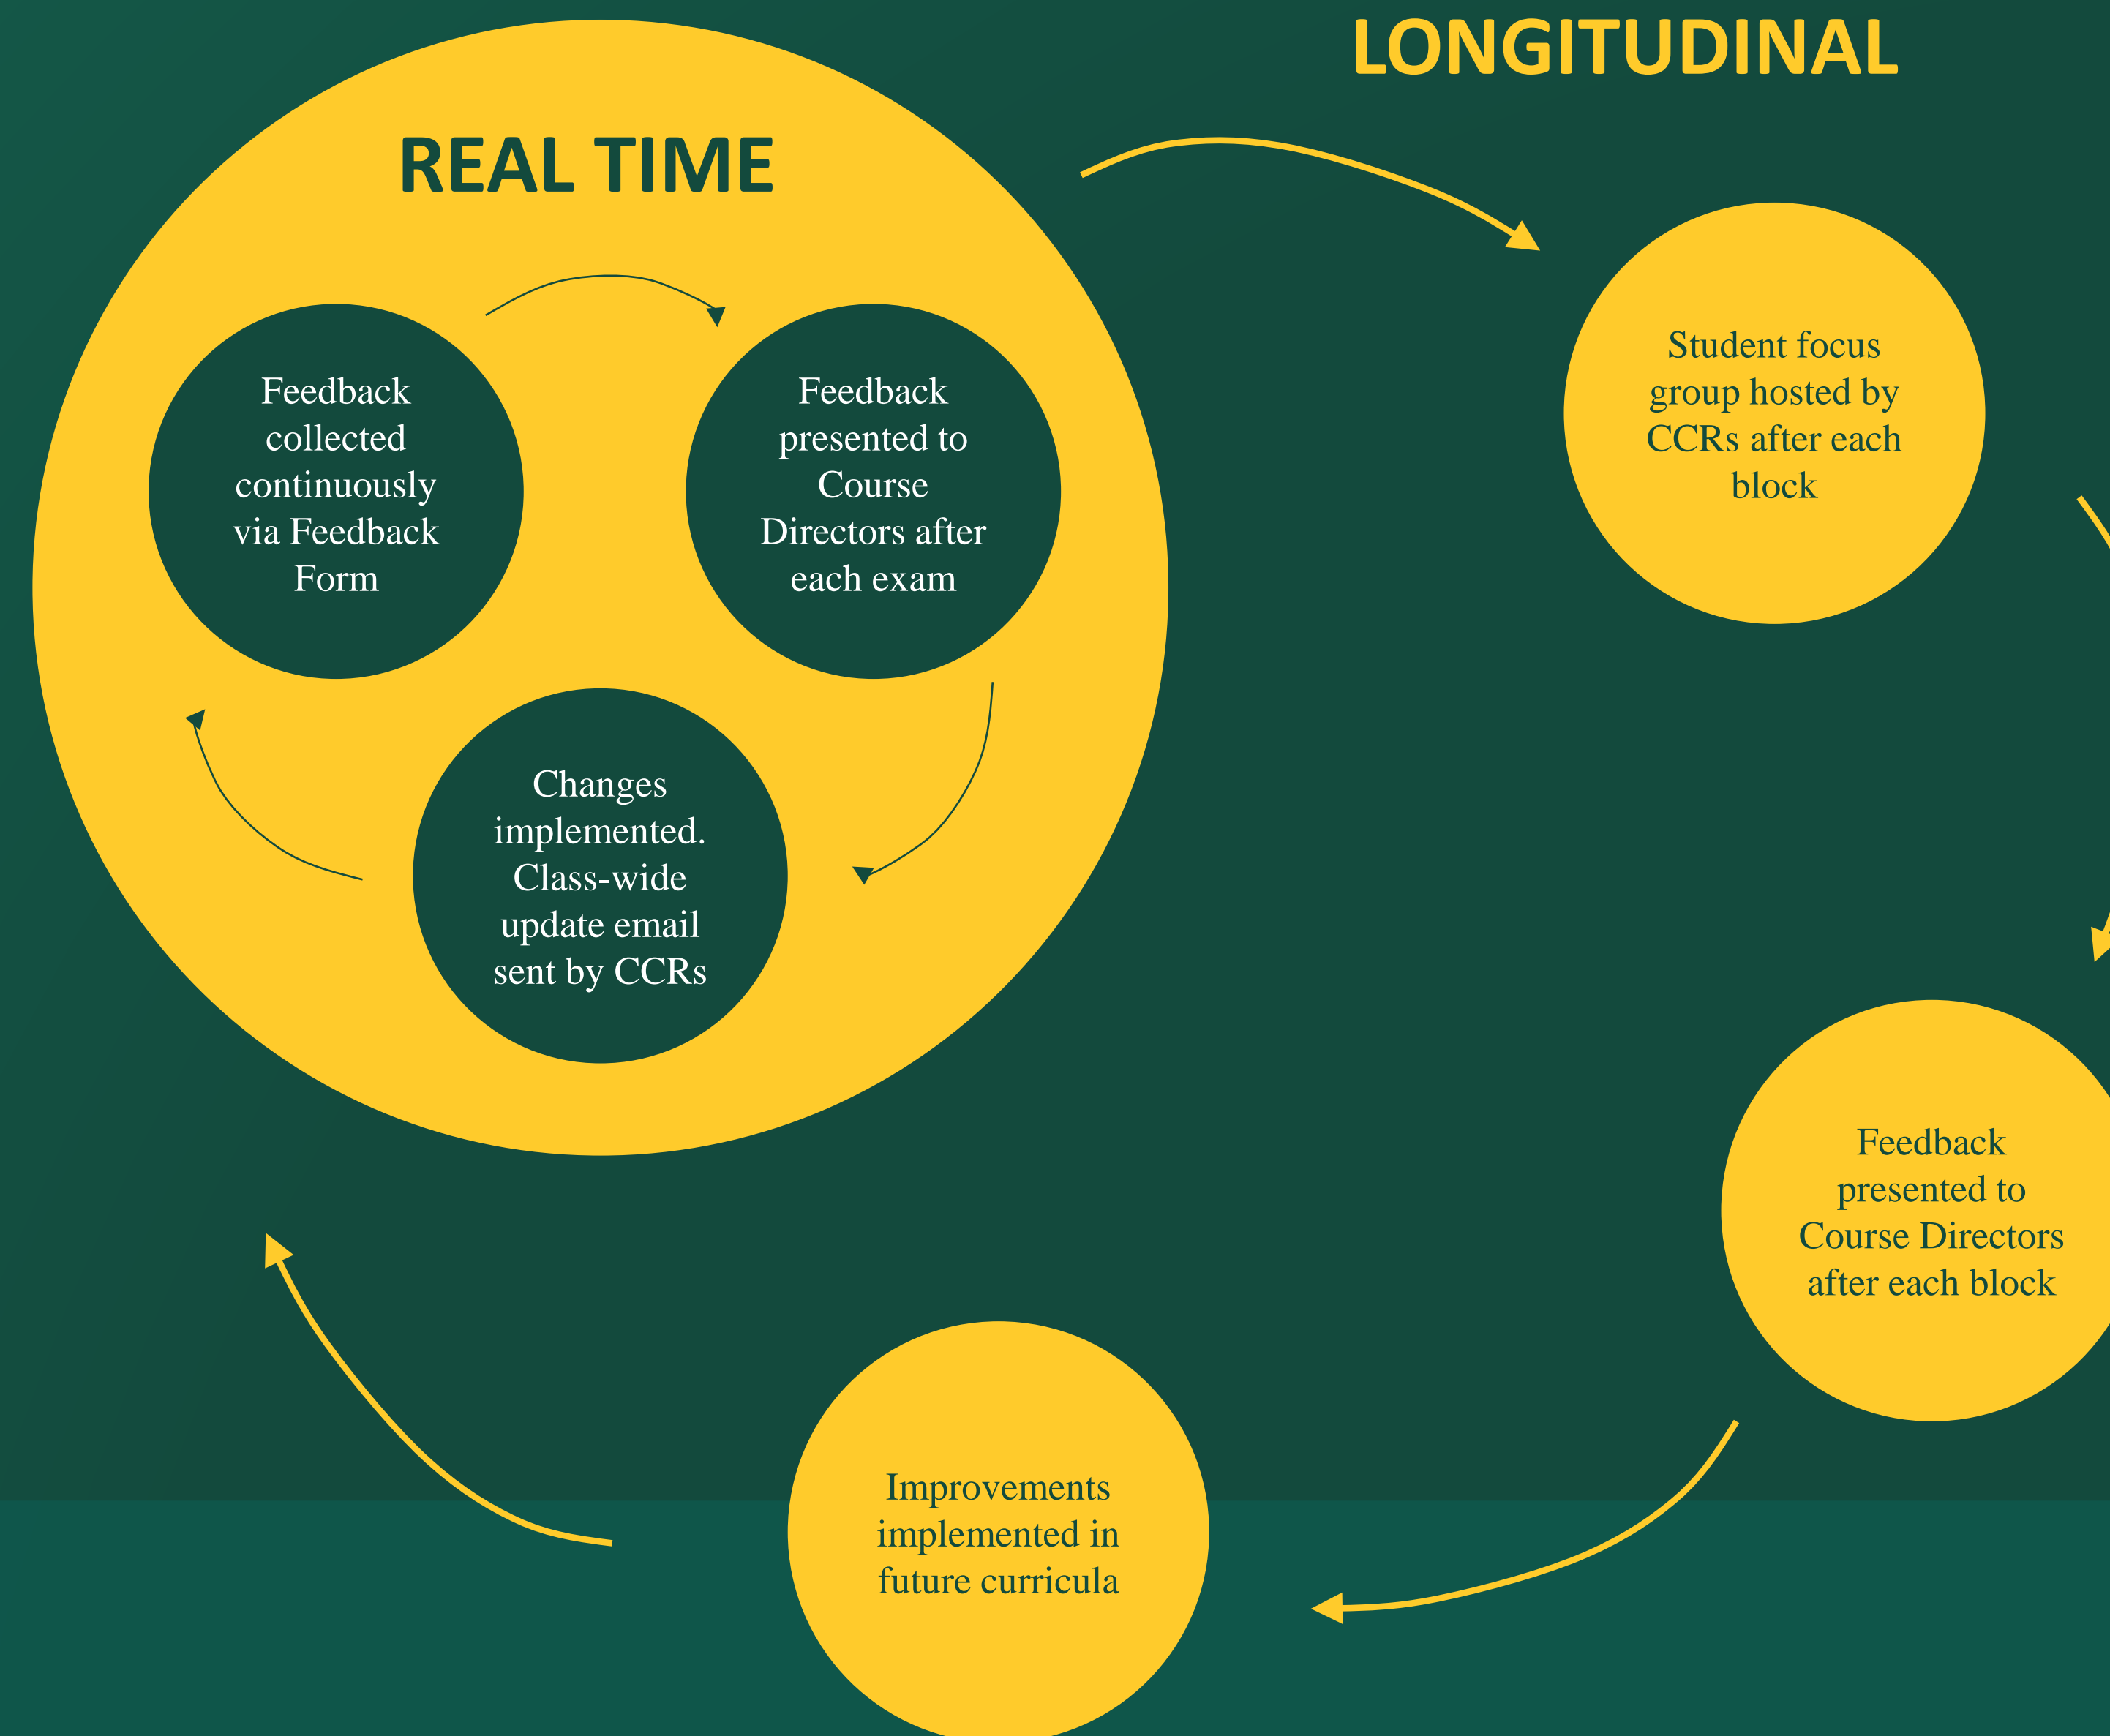 LONGITUDINAL
REAL TIME
Feedback
collected
continuously
via Feedback
Form
Feedback
presented to
Course
Directors after
each exam
Changes
implemented.
Class-wide
update email
sent by CCRs
Student focus
group hosted by
CCRs after each
block
Feedback
presented to
Course Directors
after each block
Improvements
implemented in
future curricula